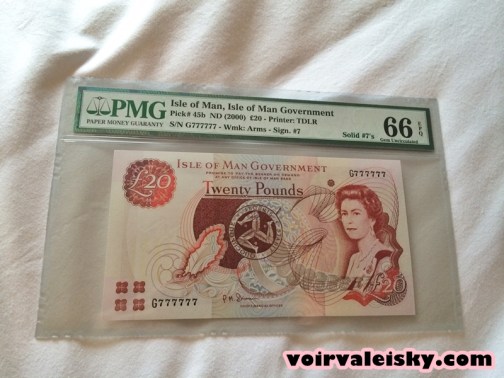 PMG
PAPER MONEY GUARANTY
Isle of Man, Isle of Man Government
Pick# 45b ND (2000) £20 - Printer: TDLR
S/N G777777 - Wmk: Arms - Sign. #7
Solid #7's
66 EPQ
Gem Uncirculated
ISLE OF MAN GOVERNMENT
£20
Twenty Pounds
G777777
G777777
£20
voirvaleisky.com